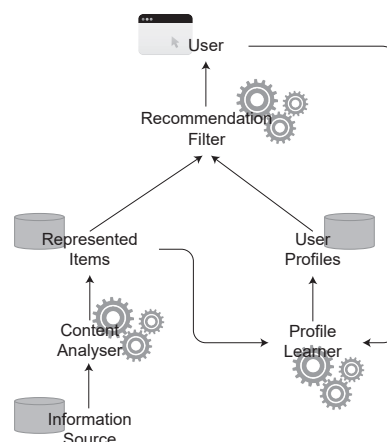 User
Recommendation
Filter
Represented
Items
User
Profiles
Content
Analyser
Profile
Learner
Information
Source